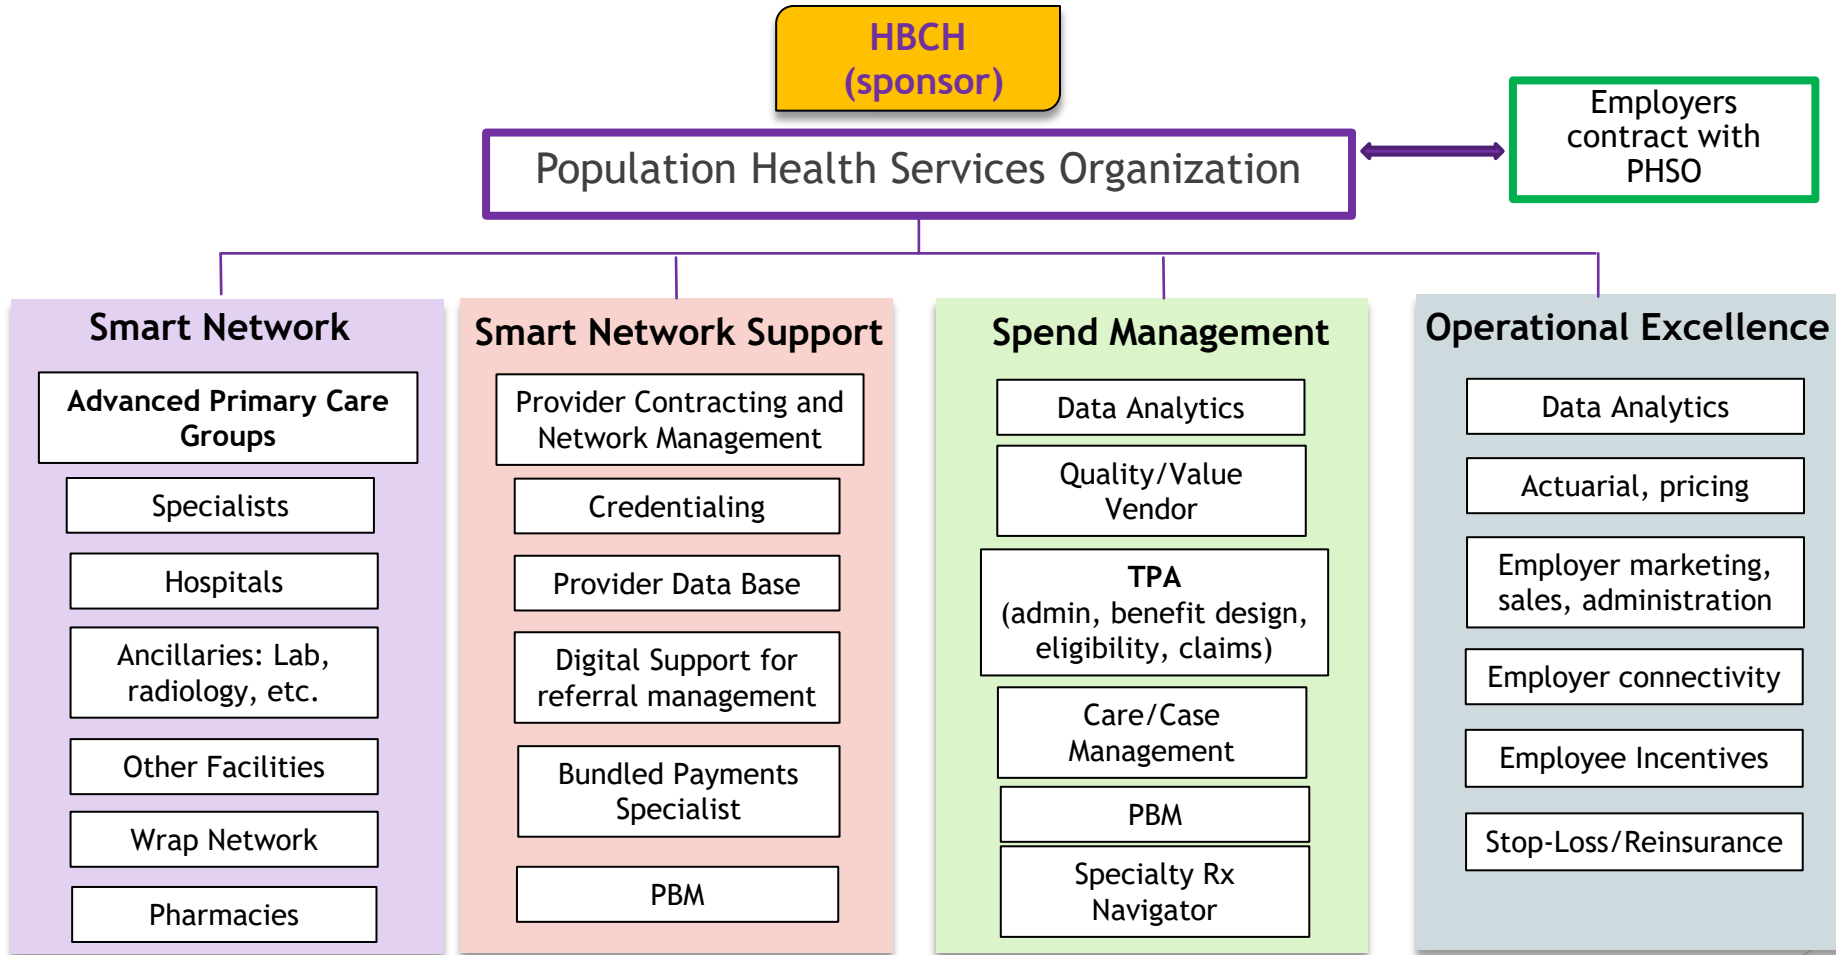 HBCH
(sponsor)
Population Health Services Organization
Employers
contract with
PHSO
Smart Network
Advanced Primary Care
Groups
Specialists
Hospitals
Ancillaries: Lab,
radiology, etc.
Other Facilities
Wrap Network
Pharmacies
Smart Network Support
Provider Contracting and
Network Management
Credentialing
Provider Data Base
Digital Support for
referral management
Bundled Payments
Specialist
PBM
Spend Management
Data Analytics
Quality/Value
Vendor
TPA
(admin, benefit design,
eligibility, claims)
Care/Case
Management
PBM
Specialty Rx
Navigator
Operational Excellence
Data Analytics
Actuarial, pricing
Employer marketing,
sales, administration
Employer connectivity
Employee Incentives
Stop-Loss/Reinsurance